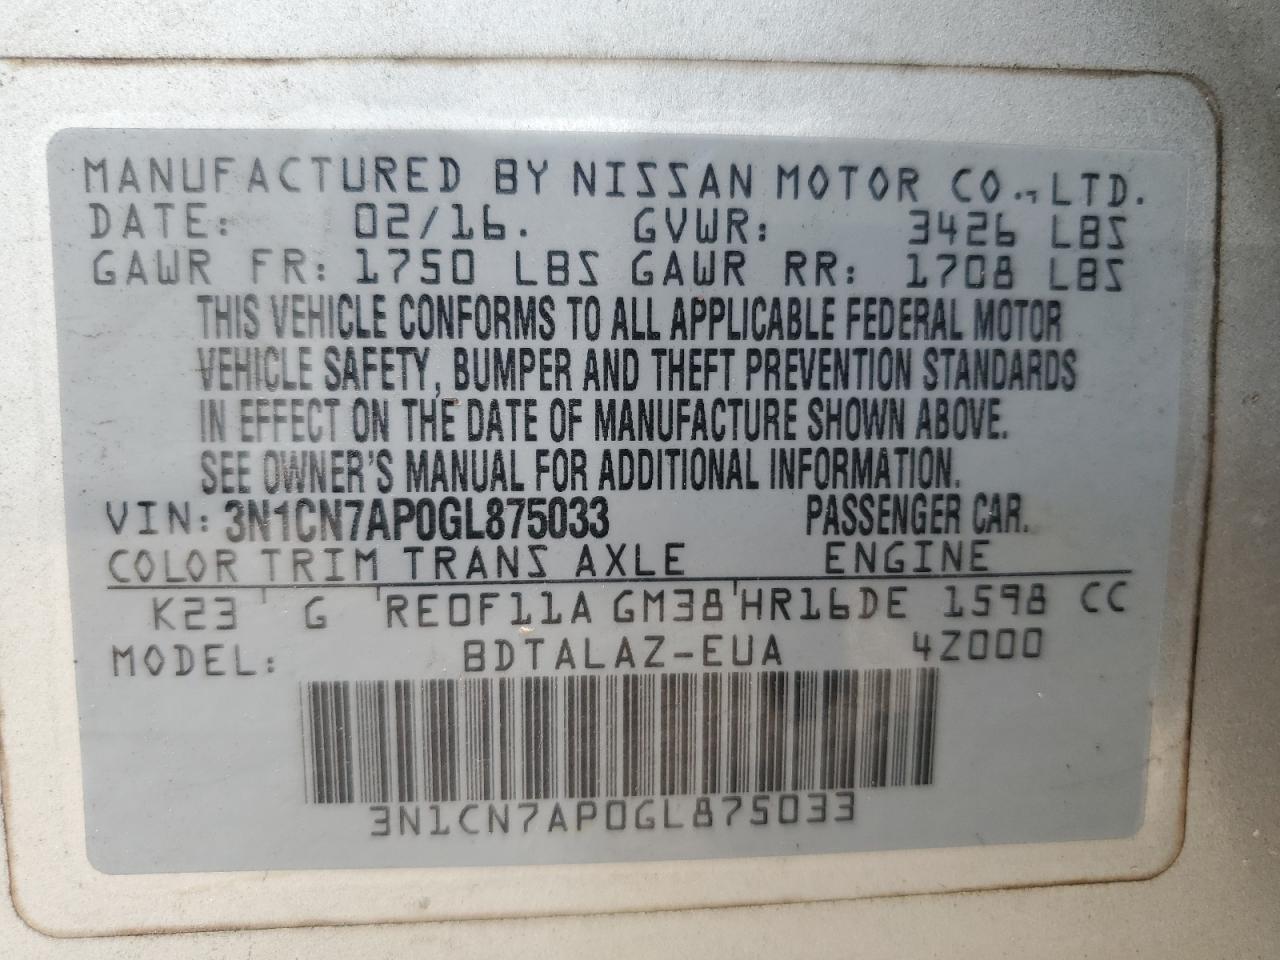 MANUFACTURED BY NISSAN MOTOR CO., LTD.
DATE: 02/16. GVWR: 3426 LBS
GAWR FR: 1750 LBS GAWR RR: 1708 LBS
THIS VEHICLE CONFORMS TO ALL APPLICABLE FEDERAL MOTOR
VEHICLE SAFETY, BUMPER AND THEFT PREVENTION STANDARDS
IN EFFECT ON THE DATE OF MANUFACTURE SHOWN ABOVE.
SEE OWNER'S MANUAL FOR ADDITIONAL INFORMATION.
VIN: 3N1CN7AP0GL875033 PASSENGER CAR.
COLOR TRIM TRANS AXLE ENGINE
K23 ' G 'RE0F11A GM38'HR16DE 1598 CC
MODEL: BDTALAZ-EUA 4Z000
3N1CN7AP0GL875033